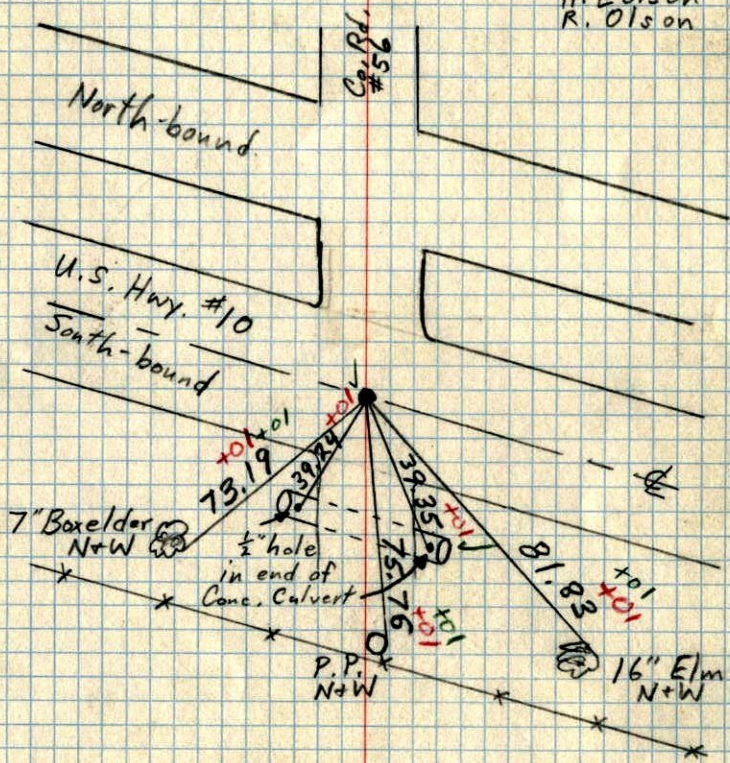 R. Olson
Co. Rd.
#56
North-bound
U.S. Hwy. #10
South-bound
+01
+01 +01
73.19
39.24
39.35
+01
7" Boxelder
N+W
1/2" hole
in end of
Conc. Culvert
75.76
+01 +01
81.83
+01
+01
P.P.
N+W
16" Elm
N+W